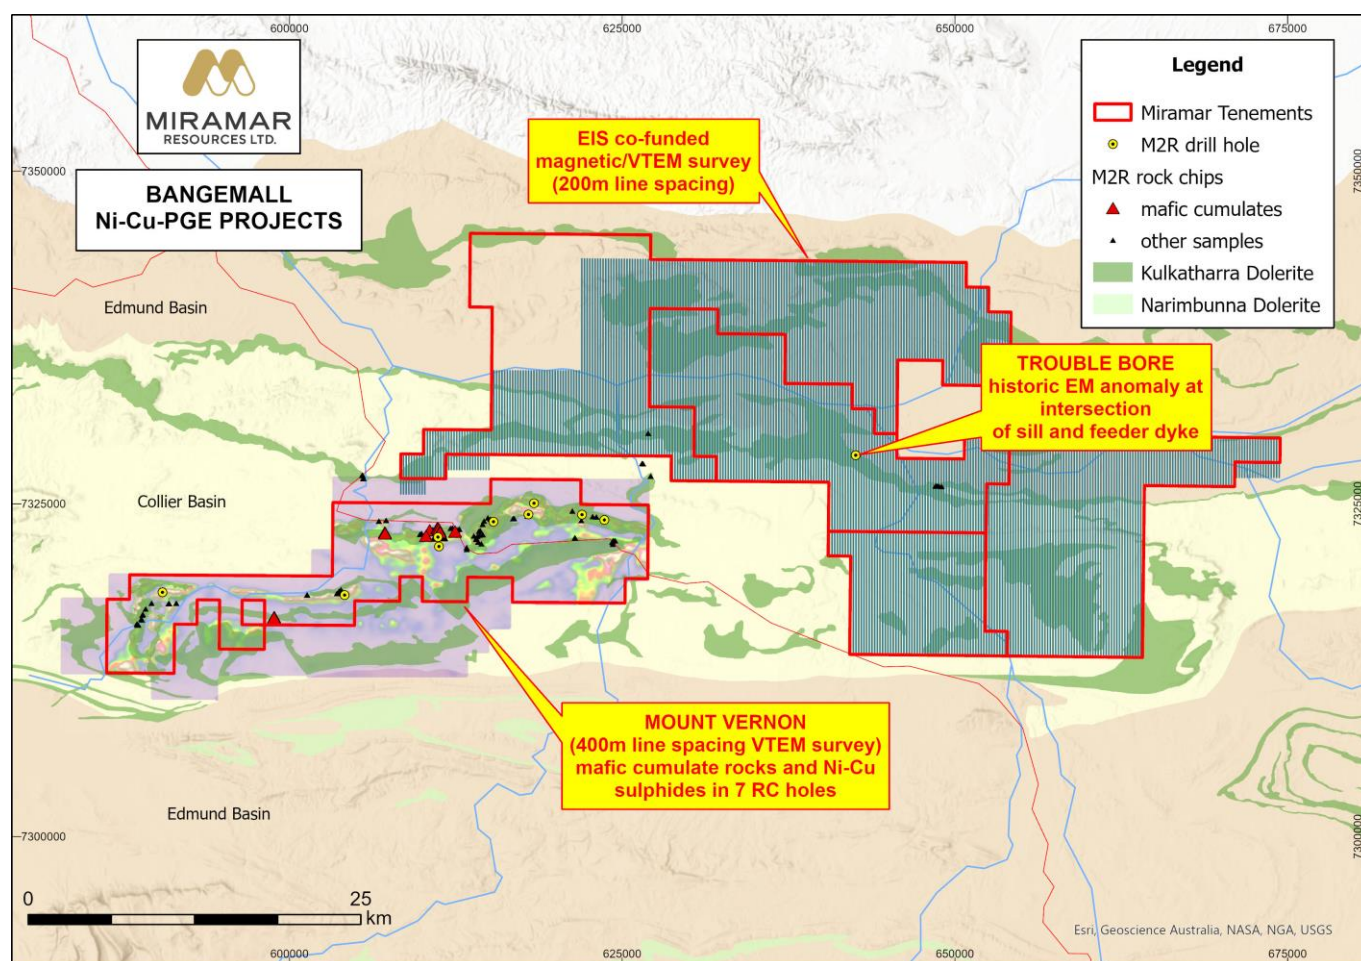 600000
625000
650000
675000
MIRAMAR
RESOURCES LTD.
BANGEMALL
Ni-Cu-PGE PROJECTS
EIS co-funded
magnetic/VTEM survey
(200m line spacing)
Legend
Miramar Tenements
M2R drill hole
M2R rock chips
mafic cumulates
other samples
Kulkatharra Dolerite
Narimbunna Dolerite
7350000
7350000
Edmund Basin
TROUBLE BORE
historic EM anomaly at
intersection
of sill and feeder dyke
Collier Basin
7325000
7325000
MOUNT VERNON
(400m line spacing VTEM survey)
mafic cumulate rocks and Ni-Cu
sulphides in 7 RC holes
Edmund Basin
7300000
7300000
0
25
km
Esri, Geoscience Australia, NASA, NGA, USGS
600000
625000
650000
675000